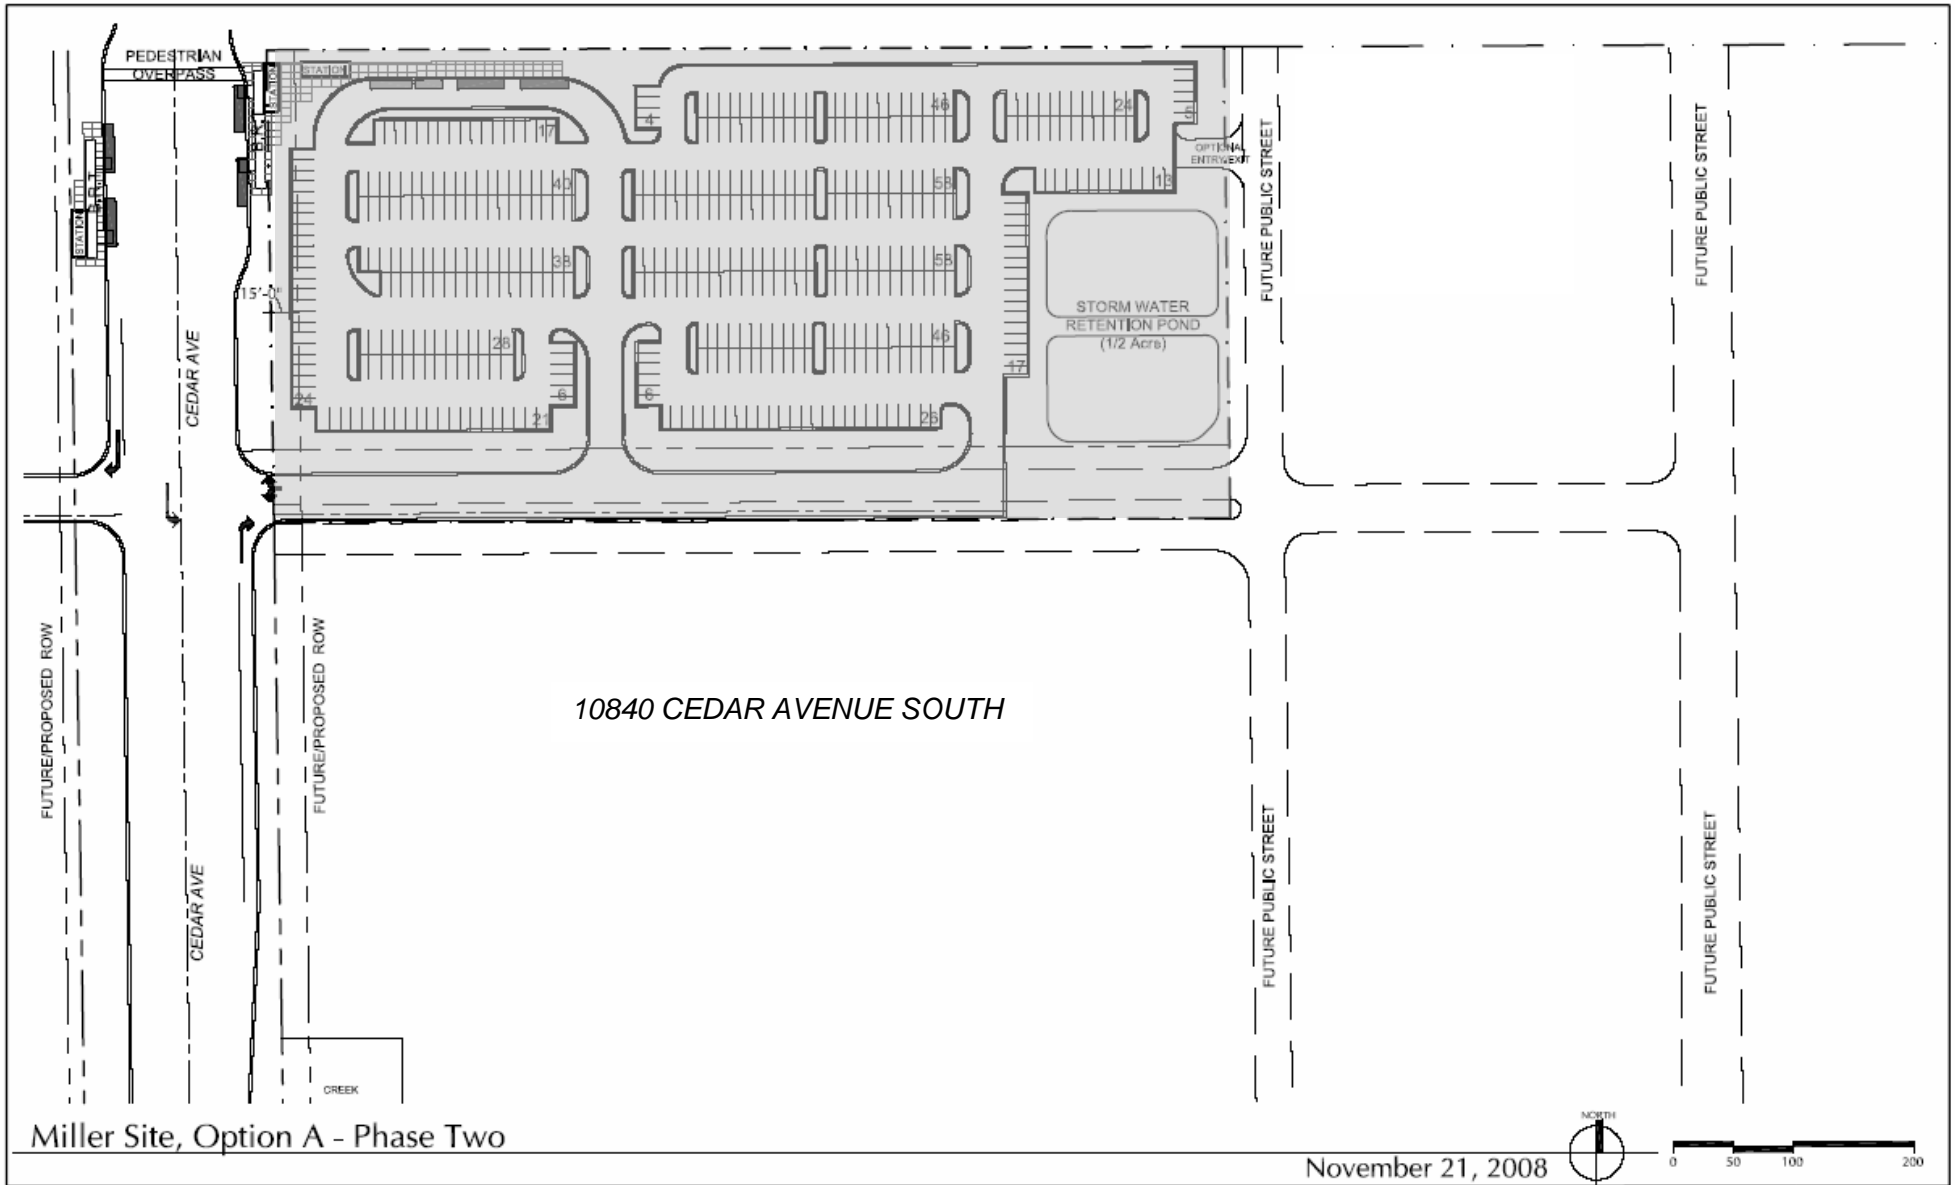 PEDESTRIAN
OVERPASS
STATION
STATION
B.R.T.
STATION
17
4
46
24
9
OPTIONAL
ENTRY/EXIT
40
58
13
38
58
15'-0"
STORM WATER
RETENTION POND
(1/2 Acre)
28
46
17
24
6
6
21
26
CEDAR AVE
FUTURE PUBLIC STREET
FUTURE PUBLIC STREET
FUTURE/PROPOSED ROW
FUTURE/PROPOSED ROW
10840 CEDAR AVENUE SOUTH
CEDAR AVE
FUTURE PUBLIC STREET
FUTURE PUBLIC STREET
CREEK
Miller Site, Option A - Phase Two
November 21, 2008
NORTH
0 50 100 200